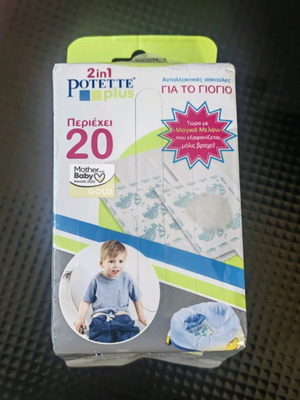 2in1
POTETTE
plus
Ανταλλακτικές σακούλες
ΓΙΑ ΤΟ ΓΙΟΓΙΟ
Περιέχει
20
Τώρα με
«Μαγικό Μελάνι»
που εξαφανίζεται
μόλις βραχεί!
Mother
Baby
GOLD